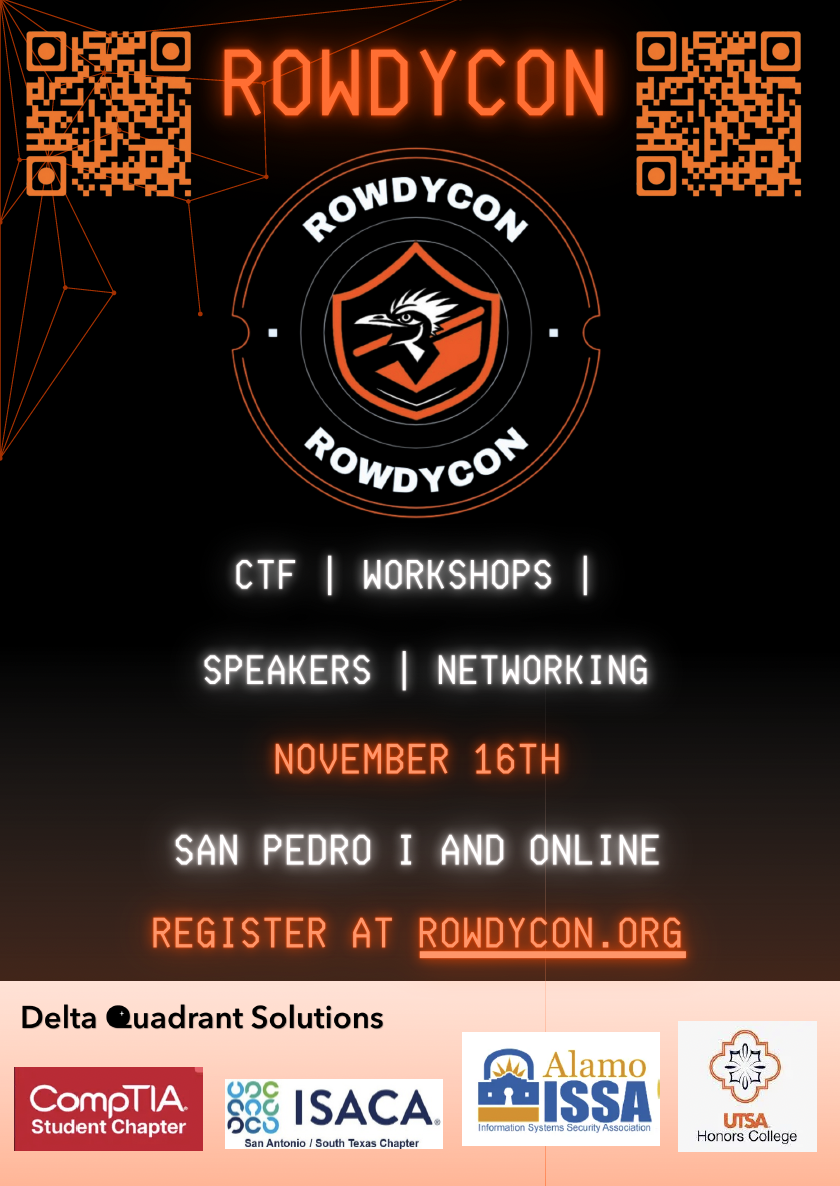 ROWDYCON
ROWDYCON
ROWDYCON
CTF | WORKSHOPS |
SPEAKERS | NETWORKING
NOVEMBER 16TH
SAN PEDRO I AND ONLINE
REGISTER AT ROWDYCON.ORG
Delta Quadrant Solutions
CompTIA.
Student Chapter
ISACA®
San Antonio / South Texas Chapter
Alamo
ISSA
Information Systems Security Association
UTSA
Honors College